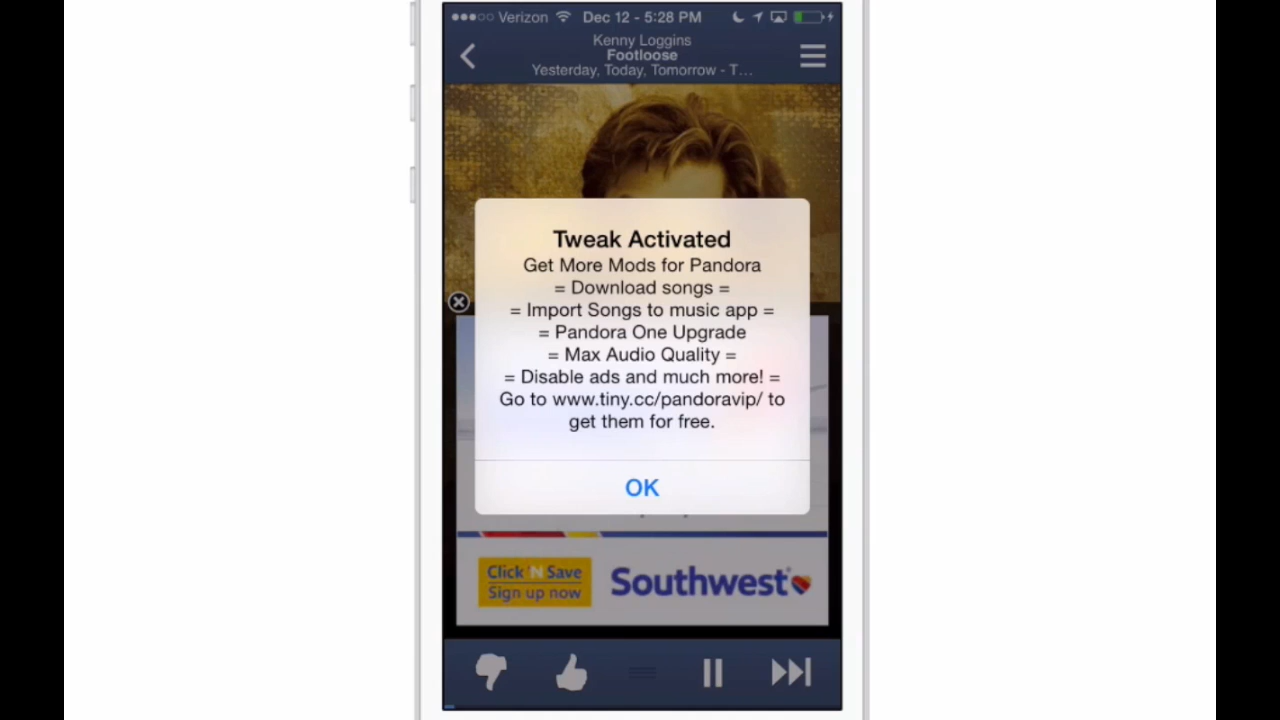 Verizon Dec 12 - 5:28 PM
Kenny Loggins
Footloose
Yesterday, Today, Tomorrow - T...
Tweak Activated
Get More Mods for Pandora
= Download songs =
= Import Songs to music app =
= Pandora One Upgrade
= Max Audio Quality =
= Disable ads and much more! =
Go to www.tiny.cc/pandoravip/ to
get them for free.
OK
Click 'N Save
Sign up now
Southwest®